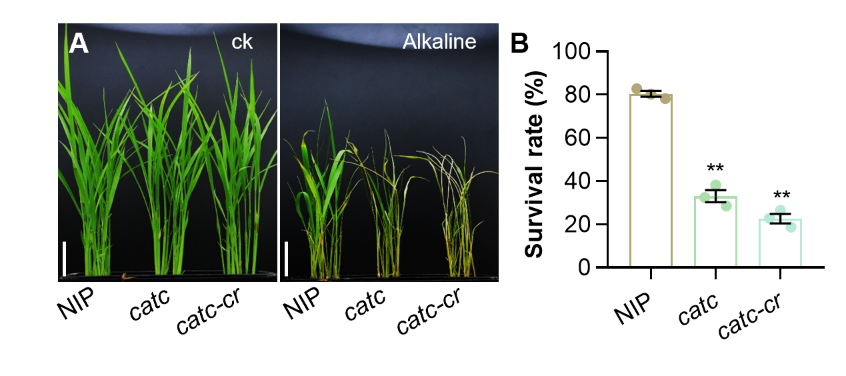 A
ck
Alkaline
NIP
catc
catc-cr
NIP
catc
catc-cr
B
Survival rate (%)
100
80
60
40
20
0
**
**
NIP
catc
catc-cr